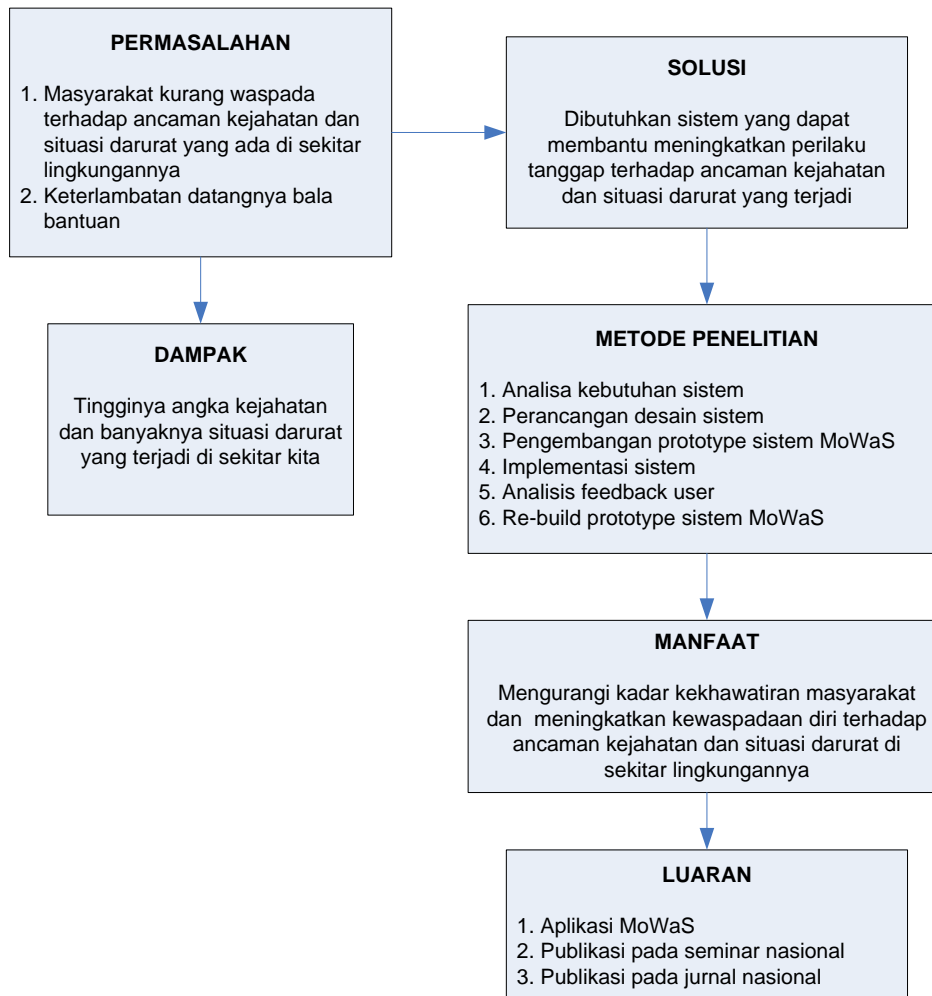 PERMASALAHAN
1. Masyarakat kurang waspada
terhadap ancaman kejahatan dan
situasi darurat yang ada di sekitar
lingkungannya
2. Keterlambatan datangnya bala
bantuan
SOLUSI
Dibutuhkan sistem yang dapat
membantu meningkatkan perilaku
tanggap terhadap ancaman kejahatan
dan situasi darurat yang terjadi
DAMPAK
Tingginya angka kejahatan
dan banyaknya situasi darurat
yang terjadi di sekitar kita
METODE PENELITIAN
1. Analisa kebutuhan sistem
2. Perancangan desain sistem
3. Pengembangan prototype sistem MoWaS
4. Implementasi sistem
5. Analisis feedback user
6. Re-build prototype sistem MoWaS
MANFAAT
Mengurangi kadar kekhawatiran masyarakat
dan meningkatkan kewaspadaan diri terhadap
ancaman kejahatan dan situasi darurat di
sekitar lingkungannya
LUARAN
1. Aplikasi MoWaS
2. Publikasi pada seminar nasional
3. Publikasi pada jurnal nasional